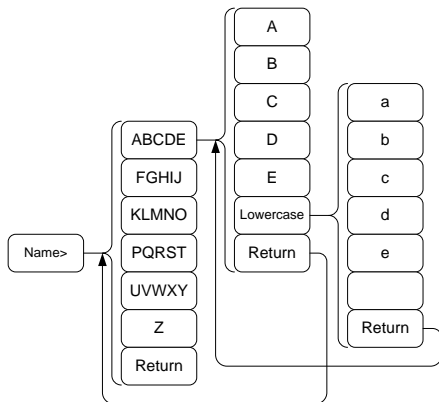 Name>
ABCDE
FGHIJ
KLMNO
PQRST
UVWXY
Z
Return
A
B
C
D
E
Lowercase
Return
a
b
c
d
e
Return